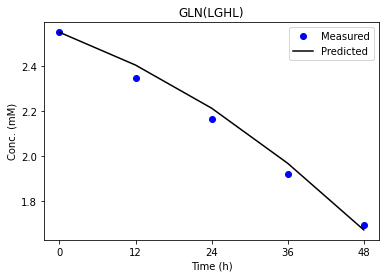 GLN(LGHL)
Measured
Predicted
Conc. (mM)
2.4
2.2
2.0
1.8
0 12 24 36 48
Time (h)